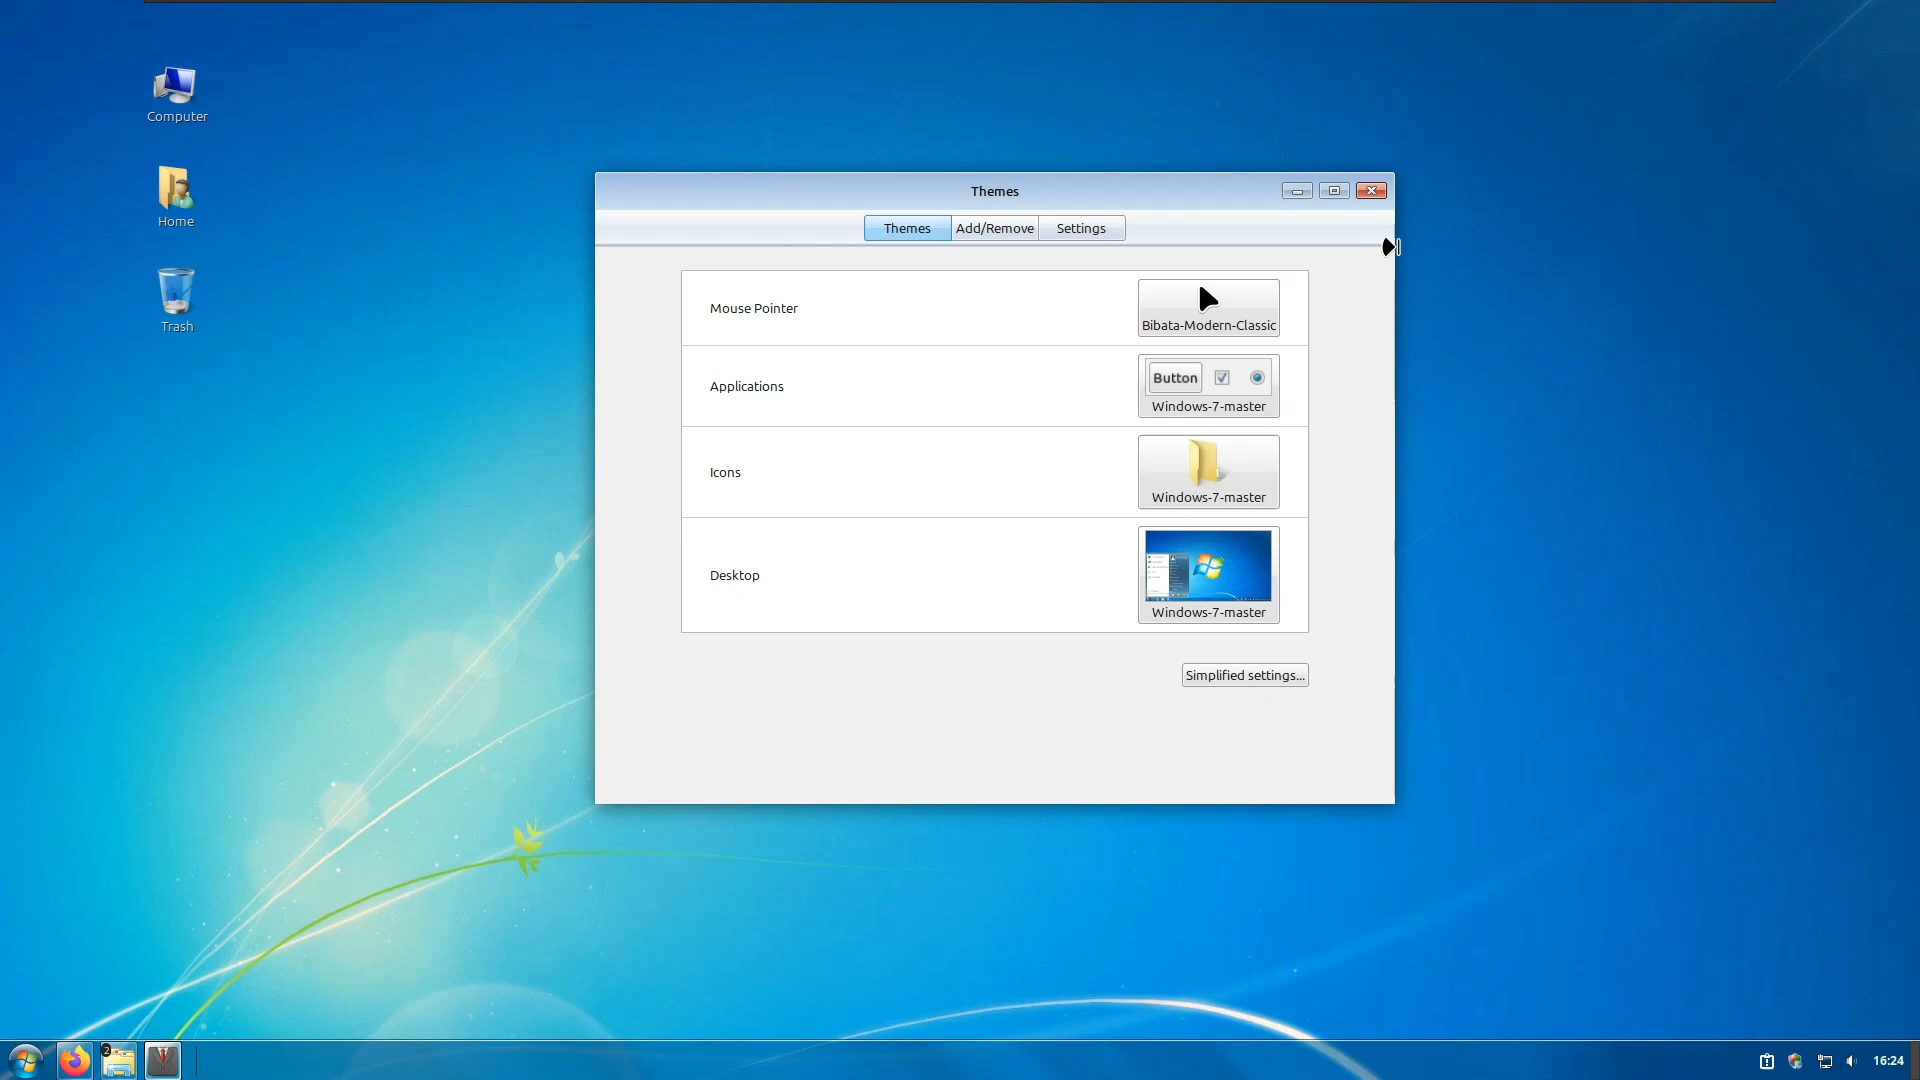 Computer
Home
Trash
Themes
Themes Add/Remove Settings
Mouse Pointer
Bibata-Modern-Classic
Applications
Button
Windows-7-master
Icons
Windows-7-master
Desktop
Windows-7-master
Simplified settings...
2
16:24